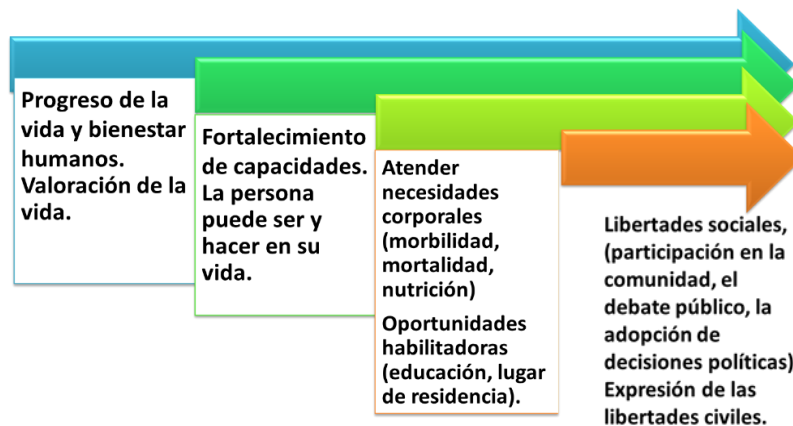 Progreso de la
vida y bienestar
humanos.
Valoración de la
vida.
Fortalecimiento
de capacidades.
La persona
puede ser y
hacer en su
vida.
Atender
necesidades
corporales
(morbilidad,
mortalidad,
nutrición)
Oportunidades
habilitadoras
(educación, lugar
de residencia).
Libertades sociales,
(participación en la
comunidad, el
debate público, la
adopción de
decisiones políticas)
Expresión de las
libertades civiles.